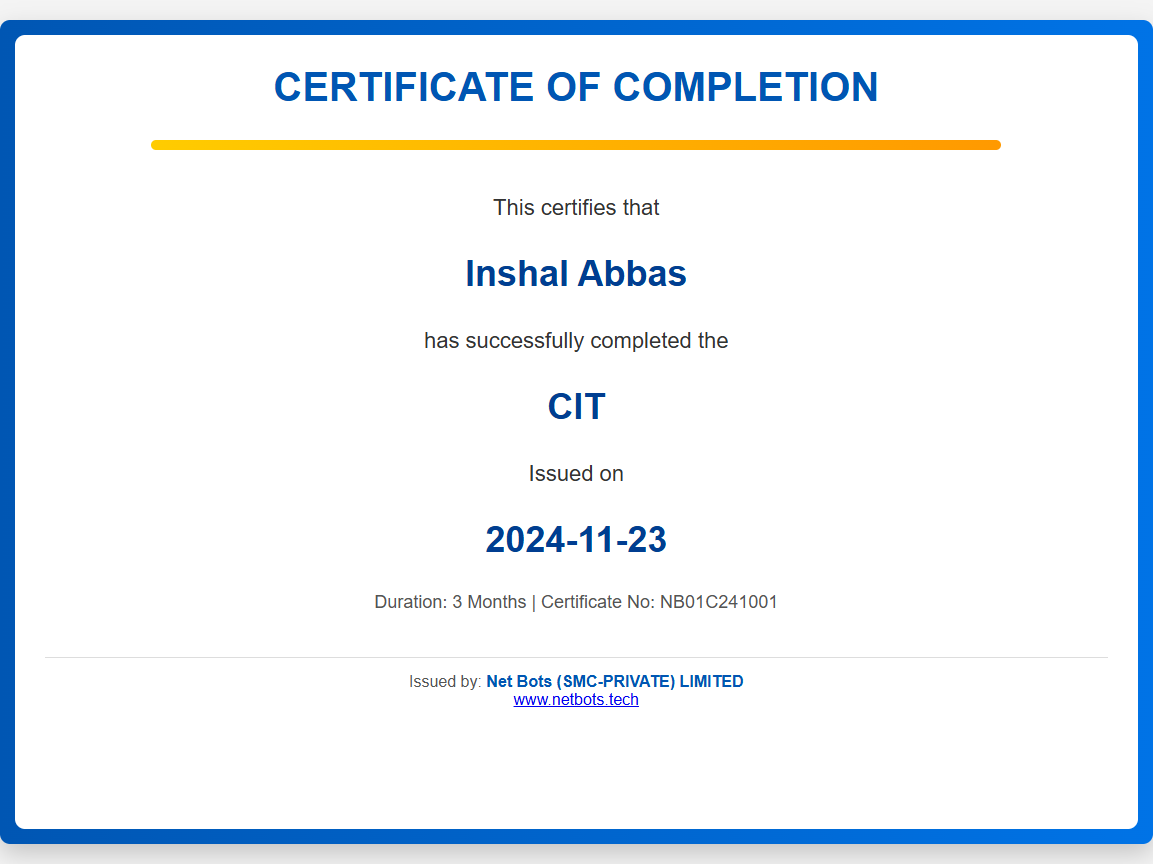 CERTIFICATE OF COMPLETION
This certifies that
Inshal Abbas
has successfully completed the
CIT
Issued on
2024-11-23
Duration: 3 Months | Certificate No: NB01C241001
Issued by: Net Bots (SMC-PRIVATE) LIMITED
www.netbots.tech